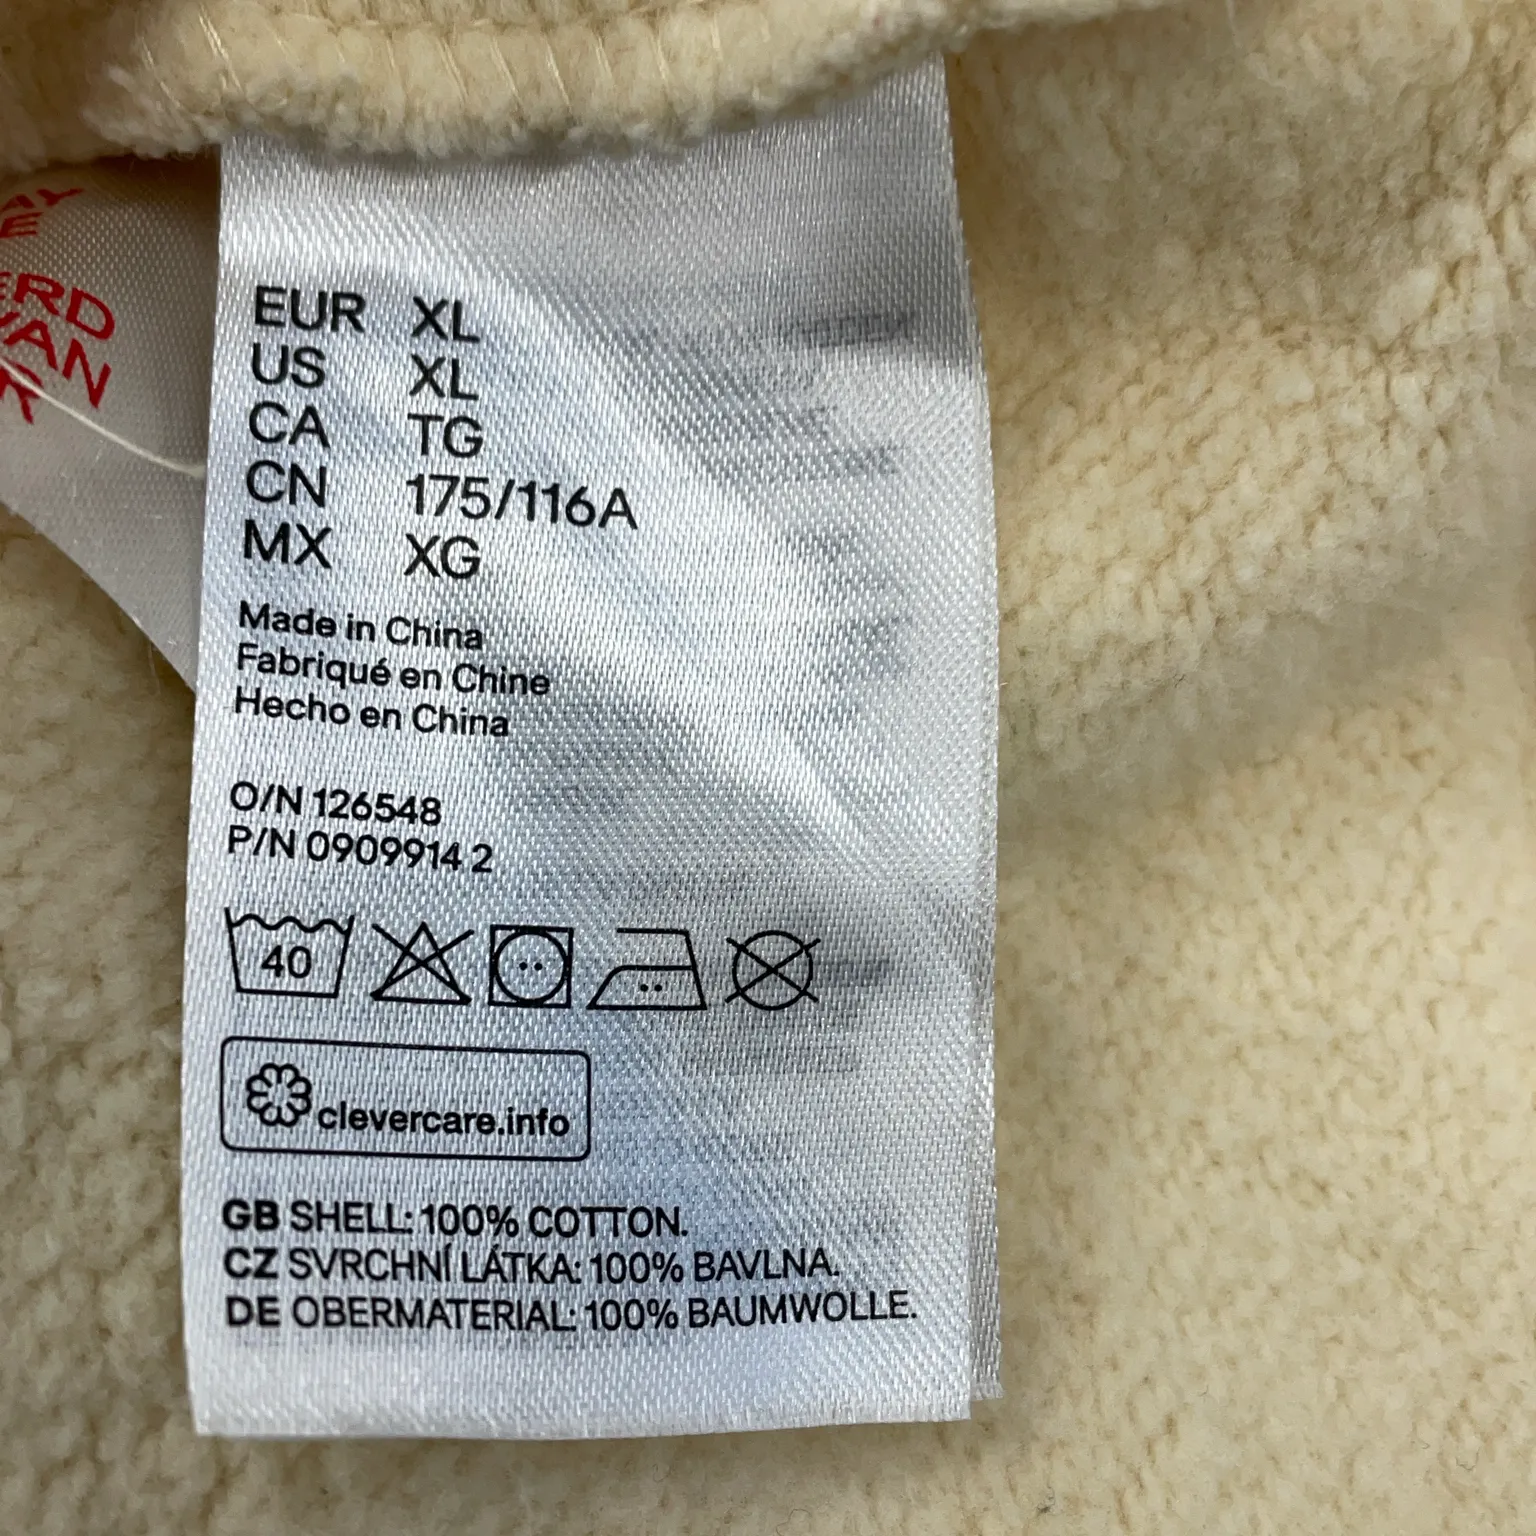 EUR XL
US XL
CA TG
CN 175/116A
MX XG
Made in China
Fabriqué en Chine
Hecho en China
O/N 126548
P/N 0909914 2
40
clevercare.info
GB SHELL: 100% COTTON.
CZ SVRCHNÍ LÁTKA: 100% BAVLNA.
DE OBERMATERIAL: 100% BAUMWOLLE.